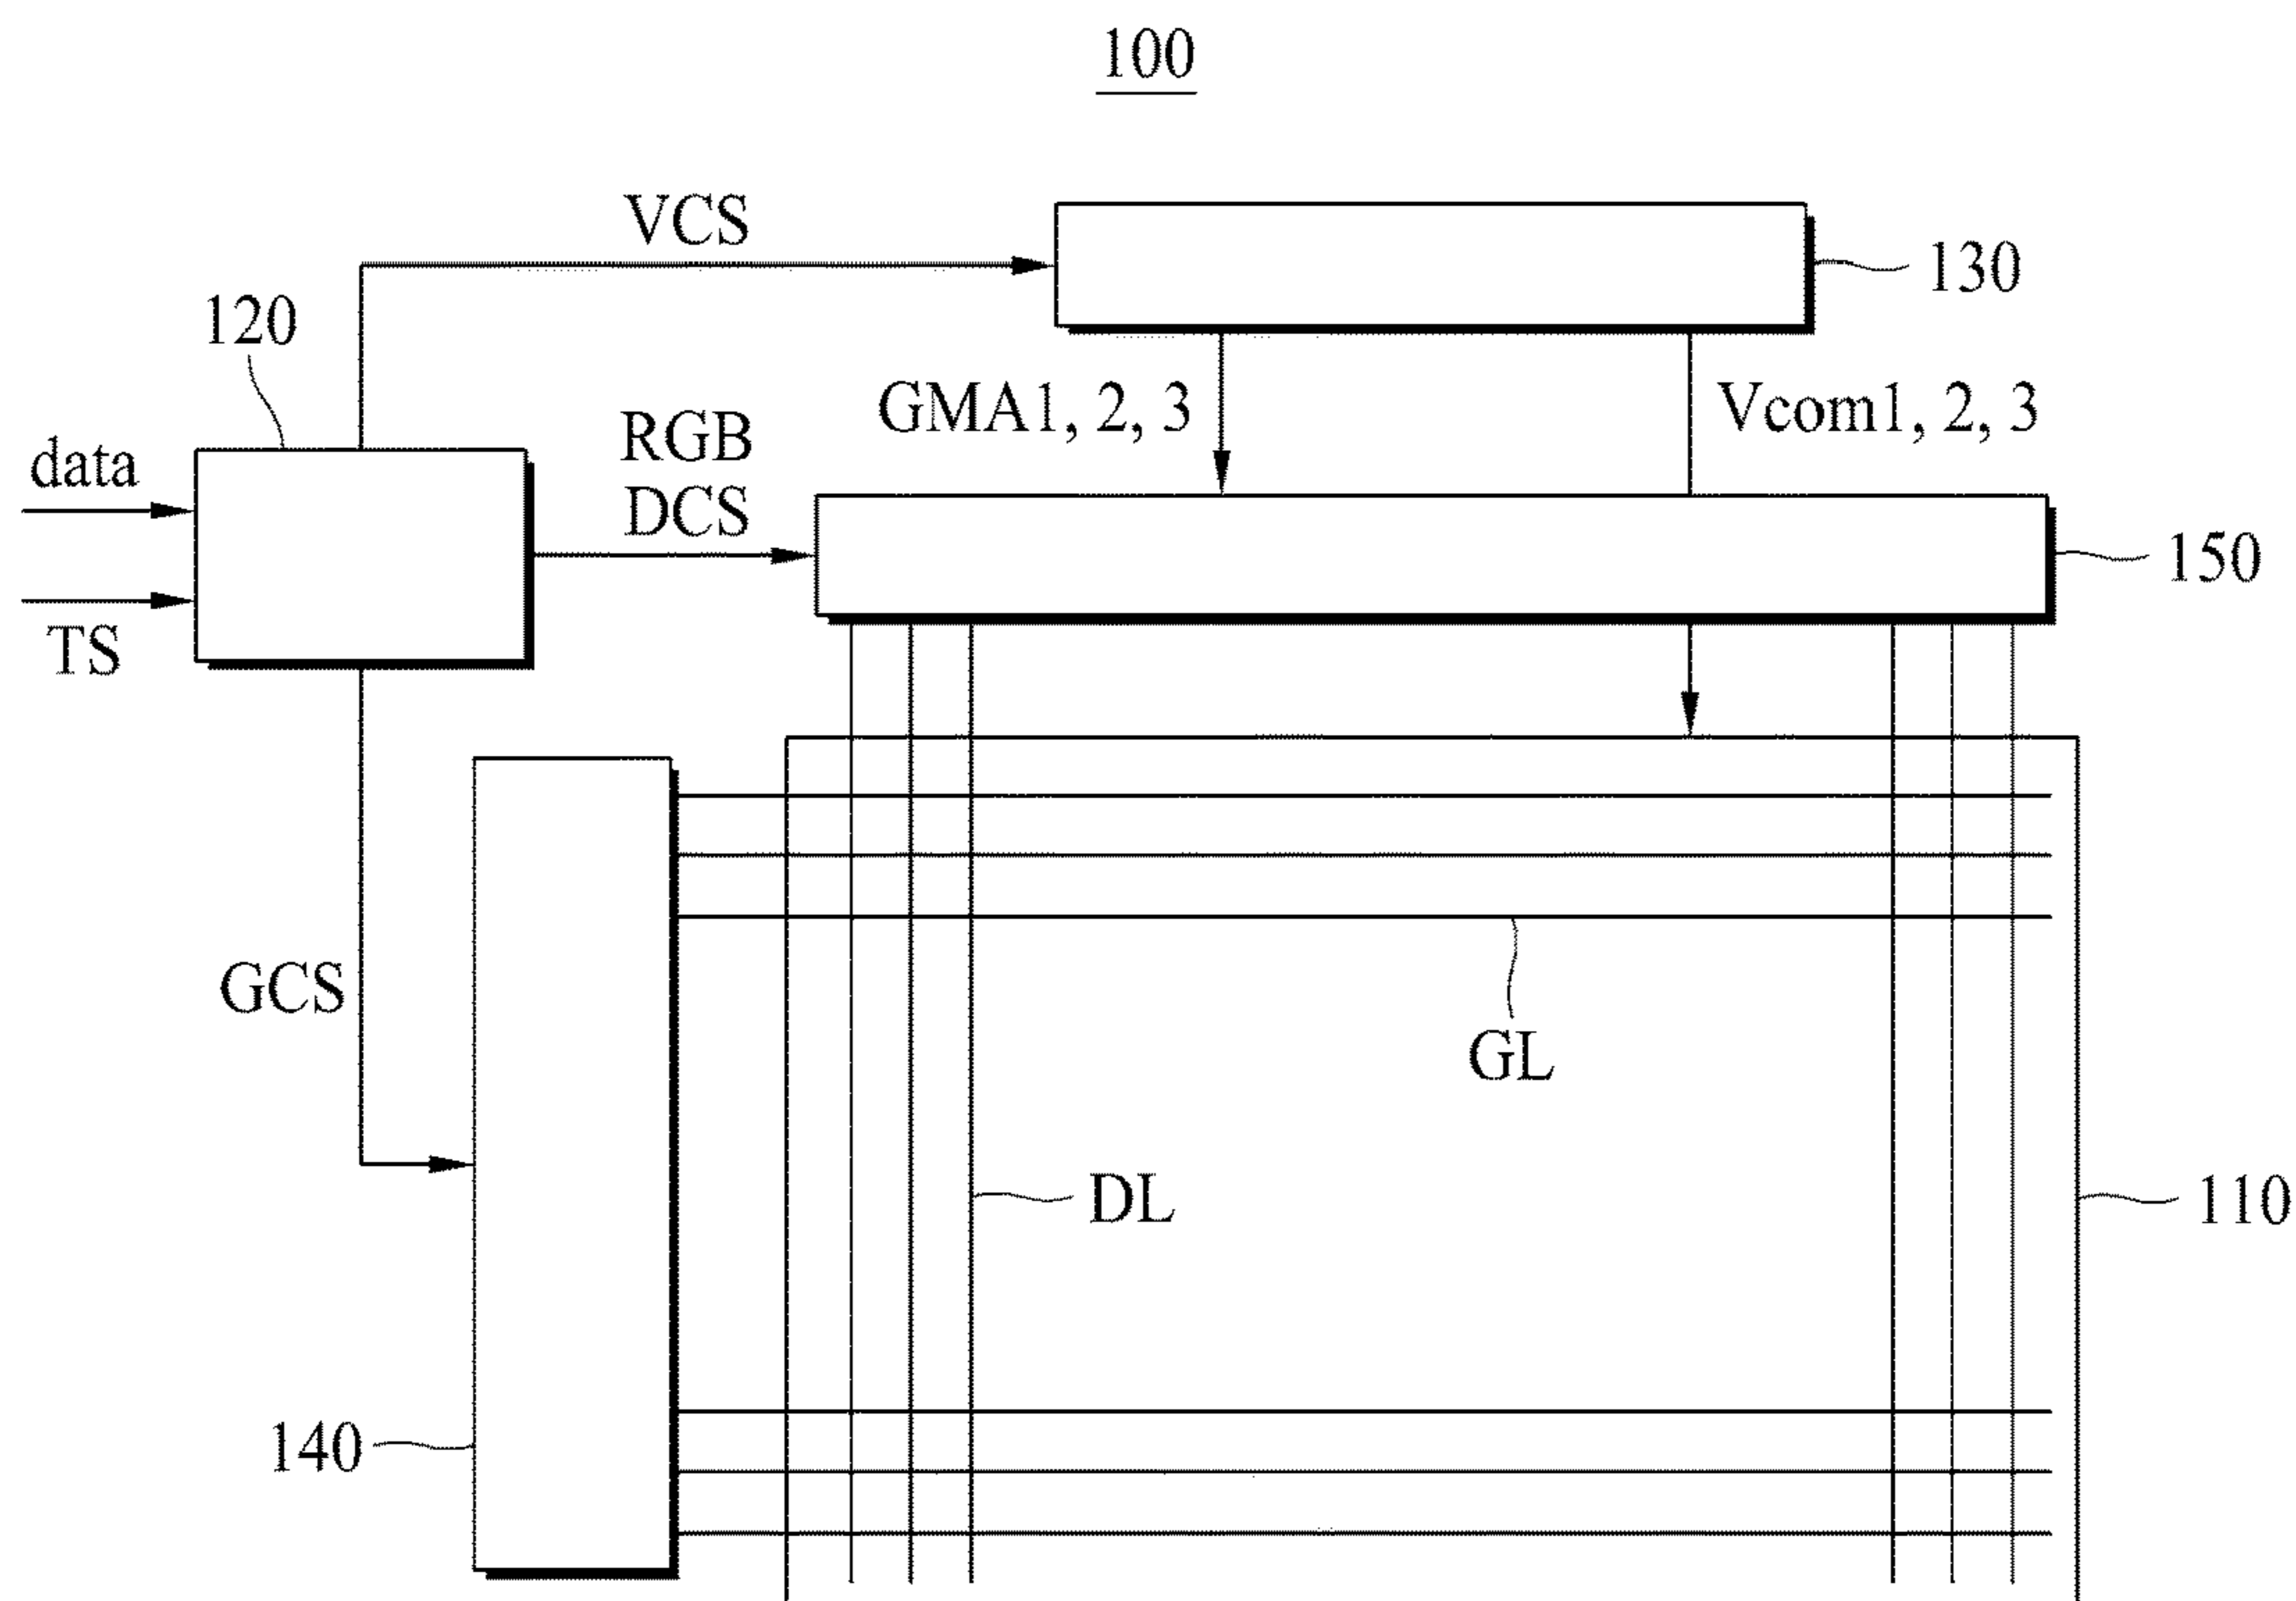 100
VCS
130
120
GMA1, 2, 3
Vcom1, 2, 3
RGB
DCS
data
150
TS
GCS
GL
DL
110
140